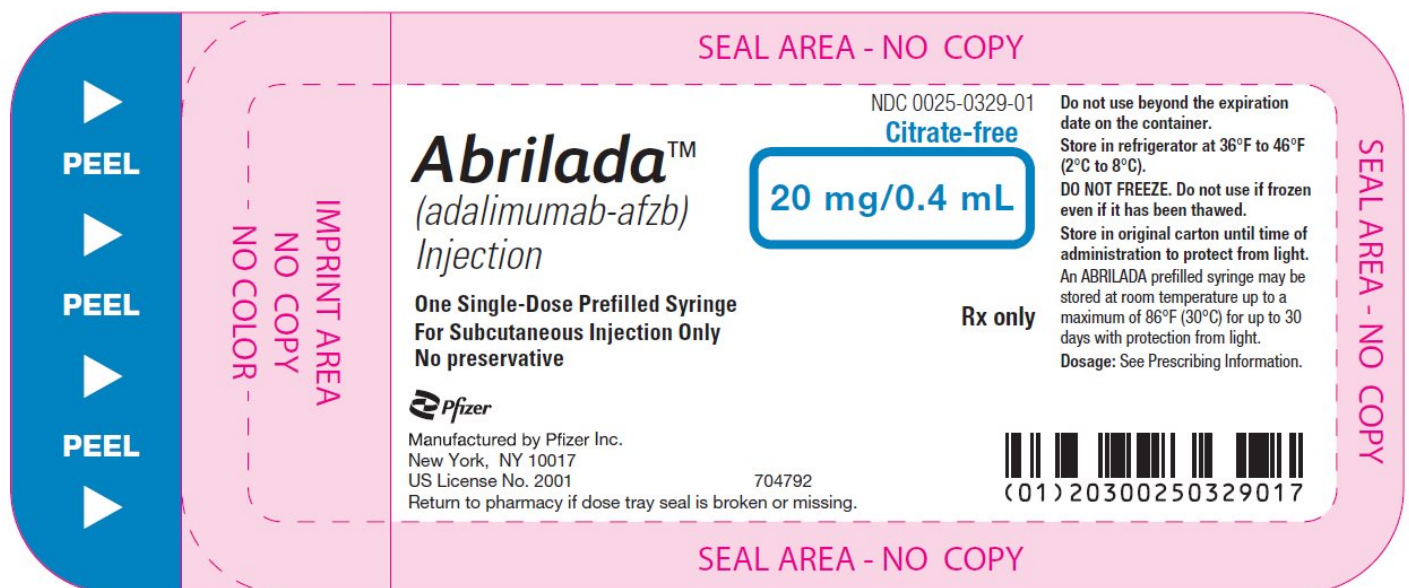 SEAL AREA - NO COPY
PEEL
PEEL
PEEL
IMPRINT AREA
NO COPY
NO COLOR
Abrilada™
(adalimumab-afzb)
Injection
One Single-Dose Prefilled Syringe
For Subcutaneous Injection Only
No preservative
Pfizer
Manufactured by Pfizer Inc.
New York, NY 10017
US License No. 2001
704792
Return to pharmacy if dose tray seal is broken or missing.
NDC 0025-0329-01
Citrate-free
20 mg/0.4 mL
Rx only
Do not use beyond the expiration
date on the container.
Store in refrigerator at 36°F to 46°F
(2°C to 8°C).
DO NOT FREEZE. Do not use if frozen
even if it has been thawed.
Store in original carton until time of
administration to protect from light.
An ABRILADA prefilled syringe may be
stored at room temperature up to a
maximum of 86°F (30°C) for up to 30
days with protection from light.
Dosage: See Prescribing Information.
(01)20300250329017
SEAL AREA - NO COPY
SEAL AREA - NO COPY